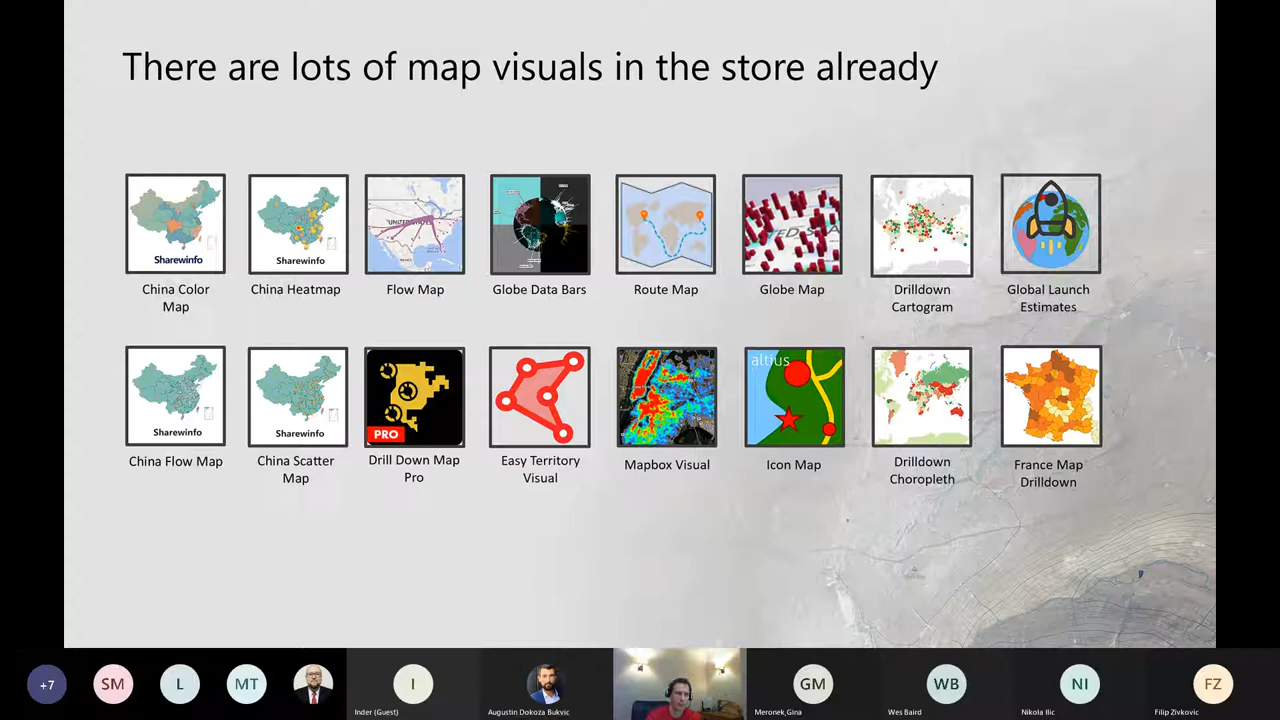 There are lots of map visuals in the store already
Sharewinfo
Sharewinfo
UNITED STATES
MEXICO
China Color
Map
China Heatmap
Flow Map
Globe Data Bars
Route Map
Globe Map
Drilldown
Cartogram
Global Launch
Estimates
Sharewinfo
Sharewinfo
PRO
altius
China Flow Map
China Scatter
Map
Drill Down Map
Pro
Easy Territory
Visual
Mapbox Visual
Icon Map
Drilldown
Choropleth
France Map
Drilldown
+7
SM
L
MT
I
GM
WB
NI
FZ
Inder (Guest)
Augustin Dokoza Bukvic
Meronek,Gina
Wes Baird
Nikola Ilic
Filip Zivkovic